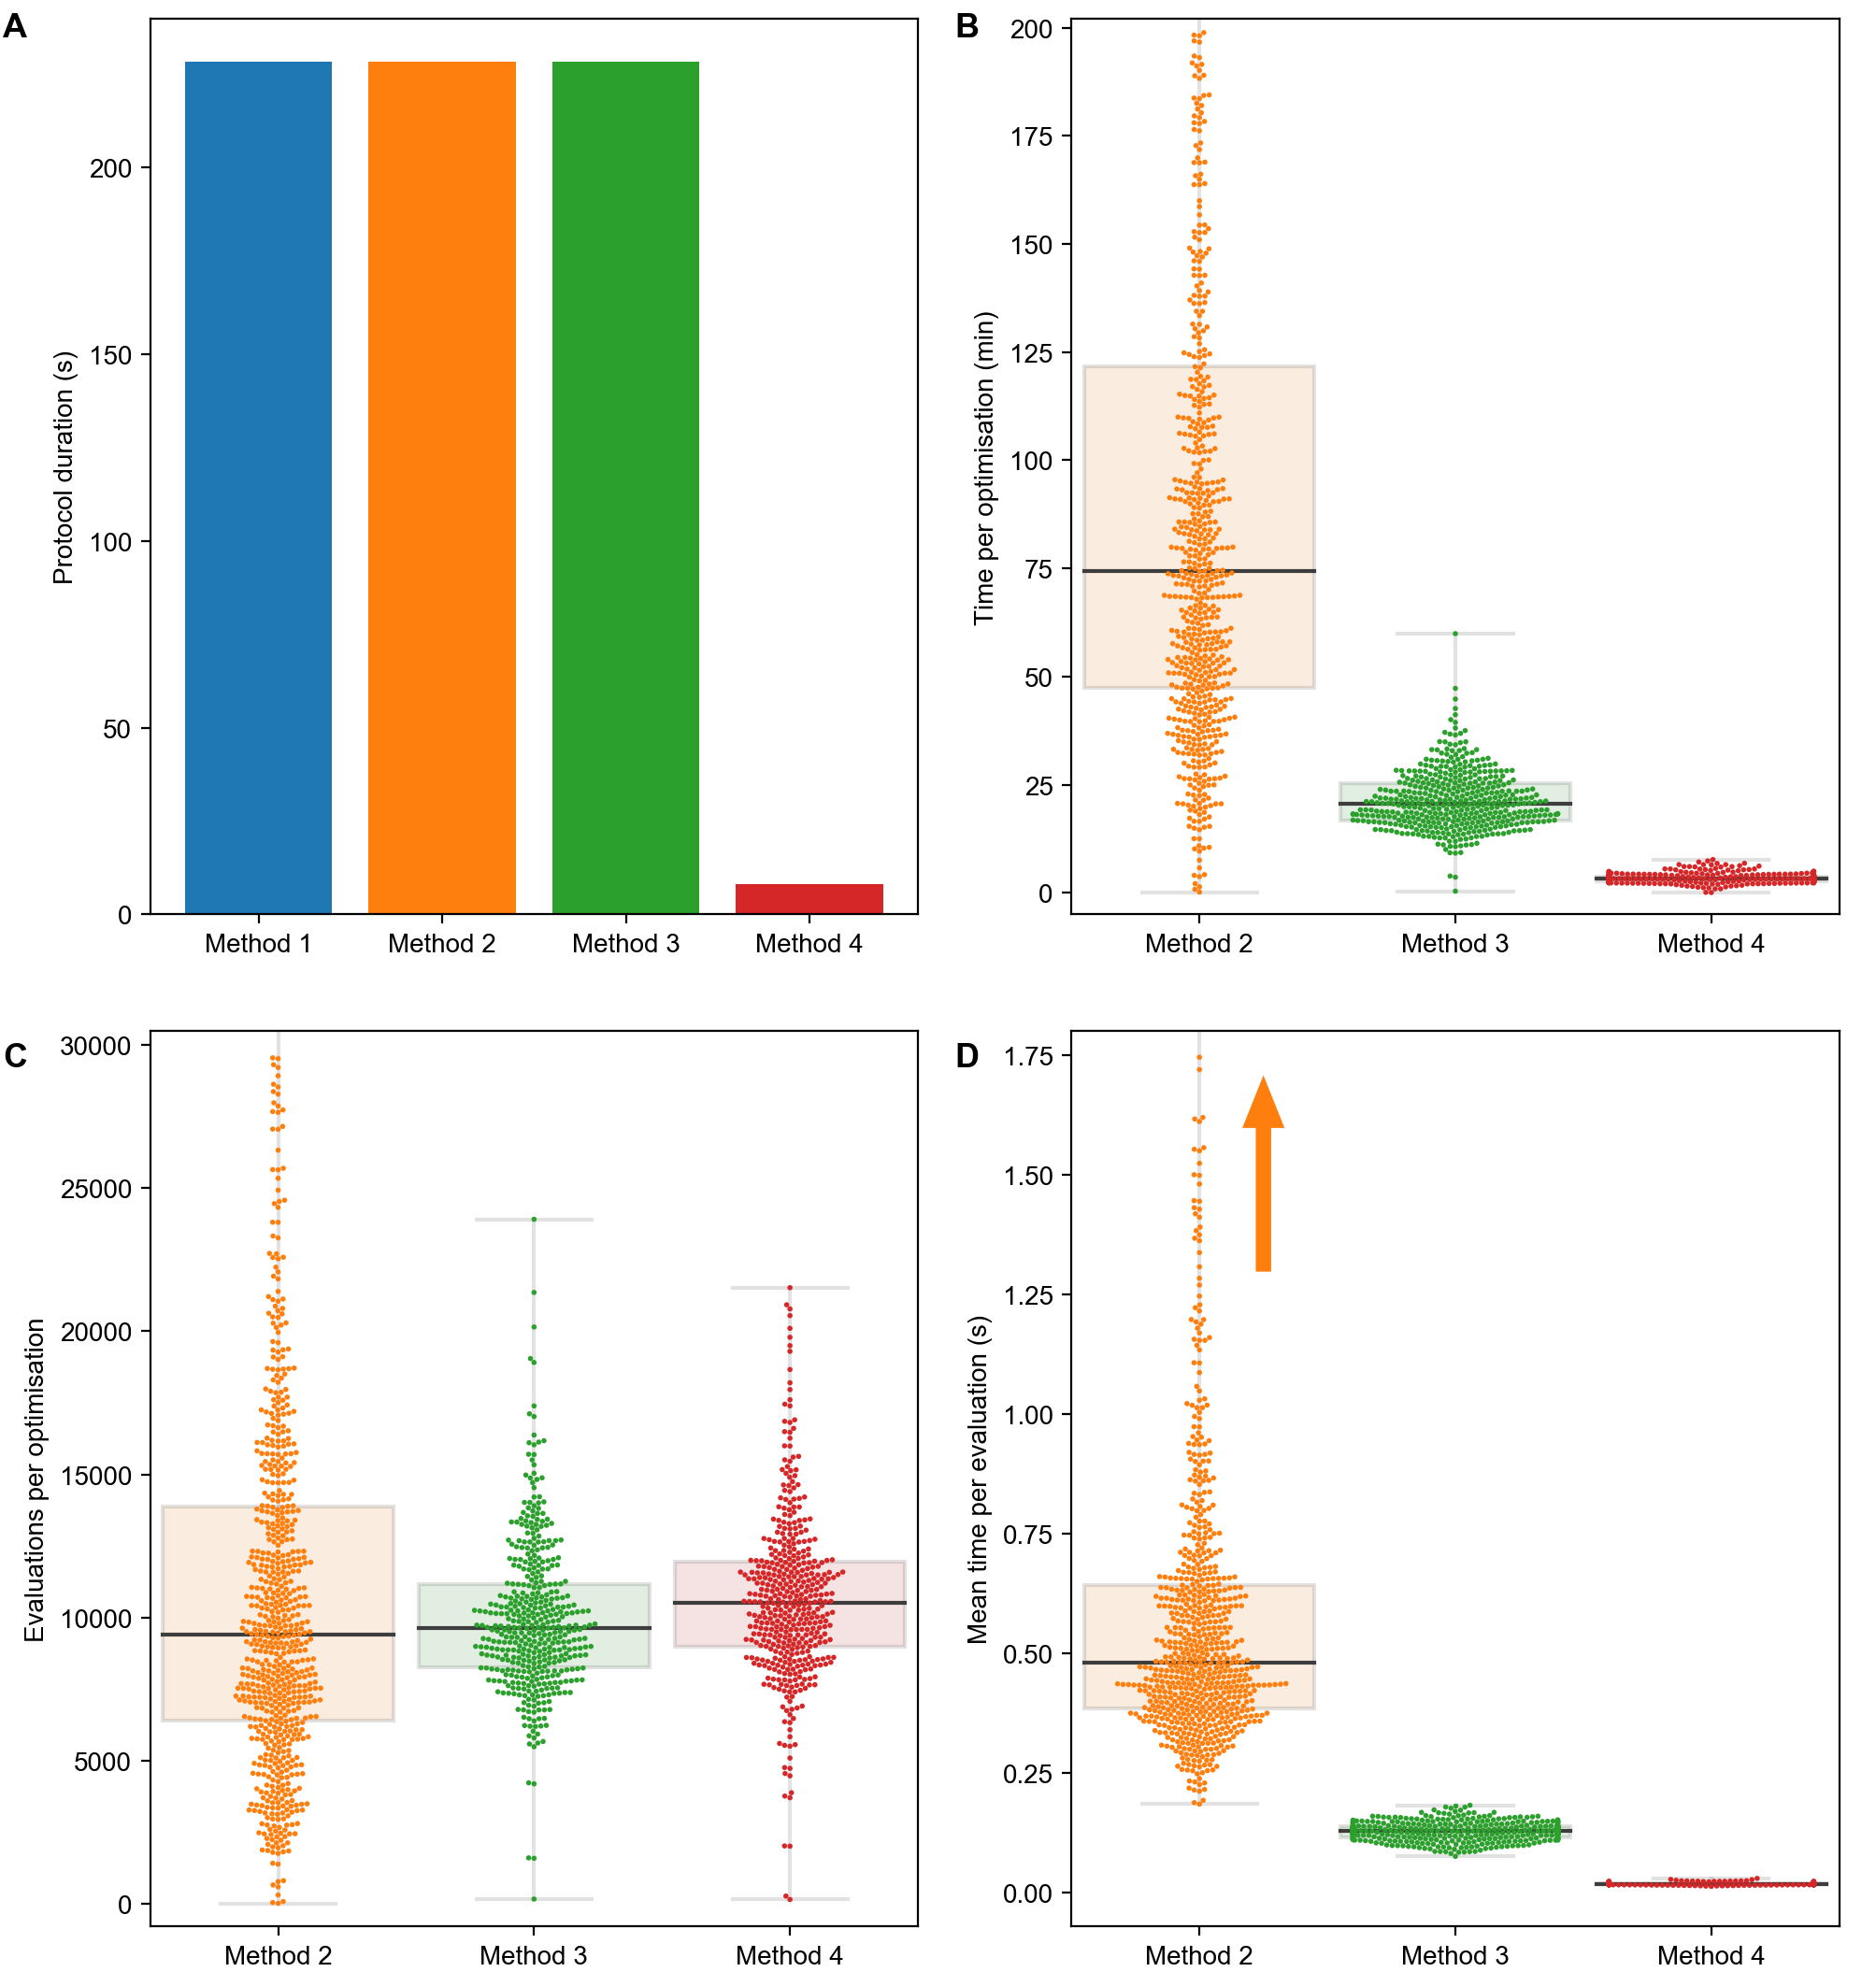 A
Protocol duration (s)
200
150
100
50
0
Method 1 Method 2 Method 3 Method 4
B
Time per optimisation (min)
200
175
150
125
100
75
50
25
0
Method 2 Method 3 Method 4
C
Evaluations per optimisation
30000
25000
20000
15000
10000
5000
0
Method 2 Method 3 Method 4
D
Mean time per evaluation (s)
1.75
1.50
1.25
1.00
0.75
0.50
0.25
0.00
Method 2 Method 3 Method 4